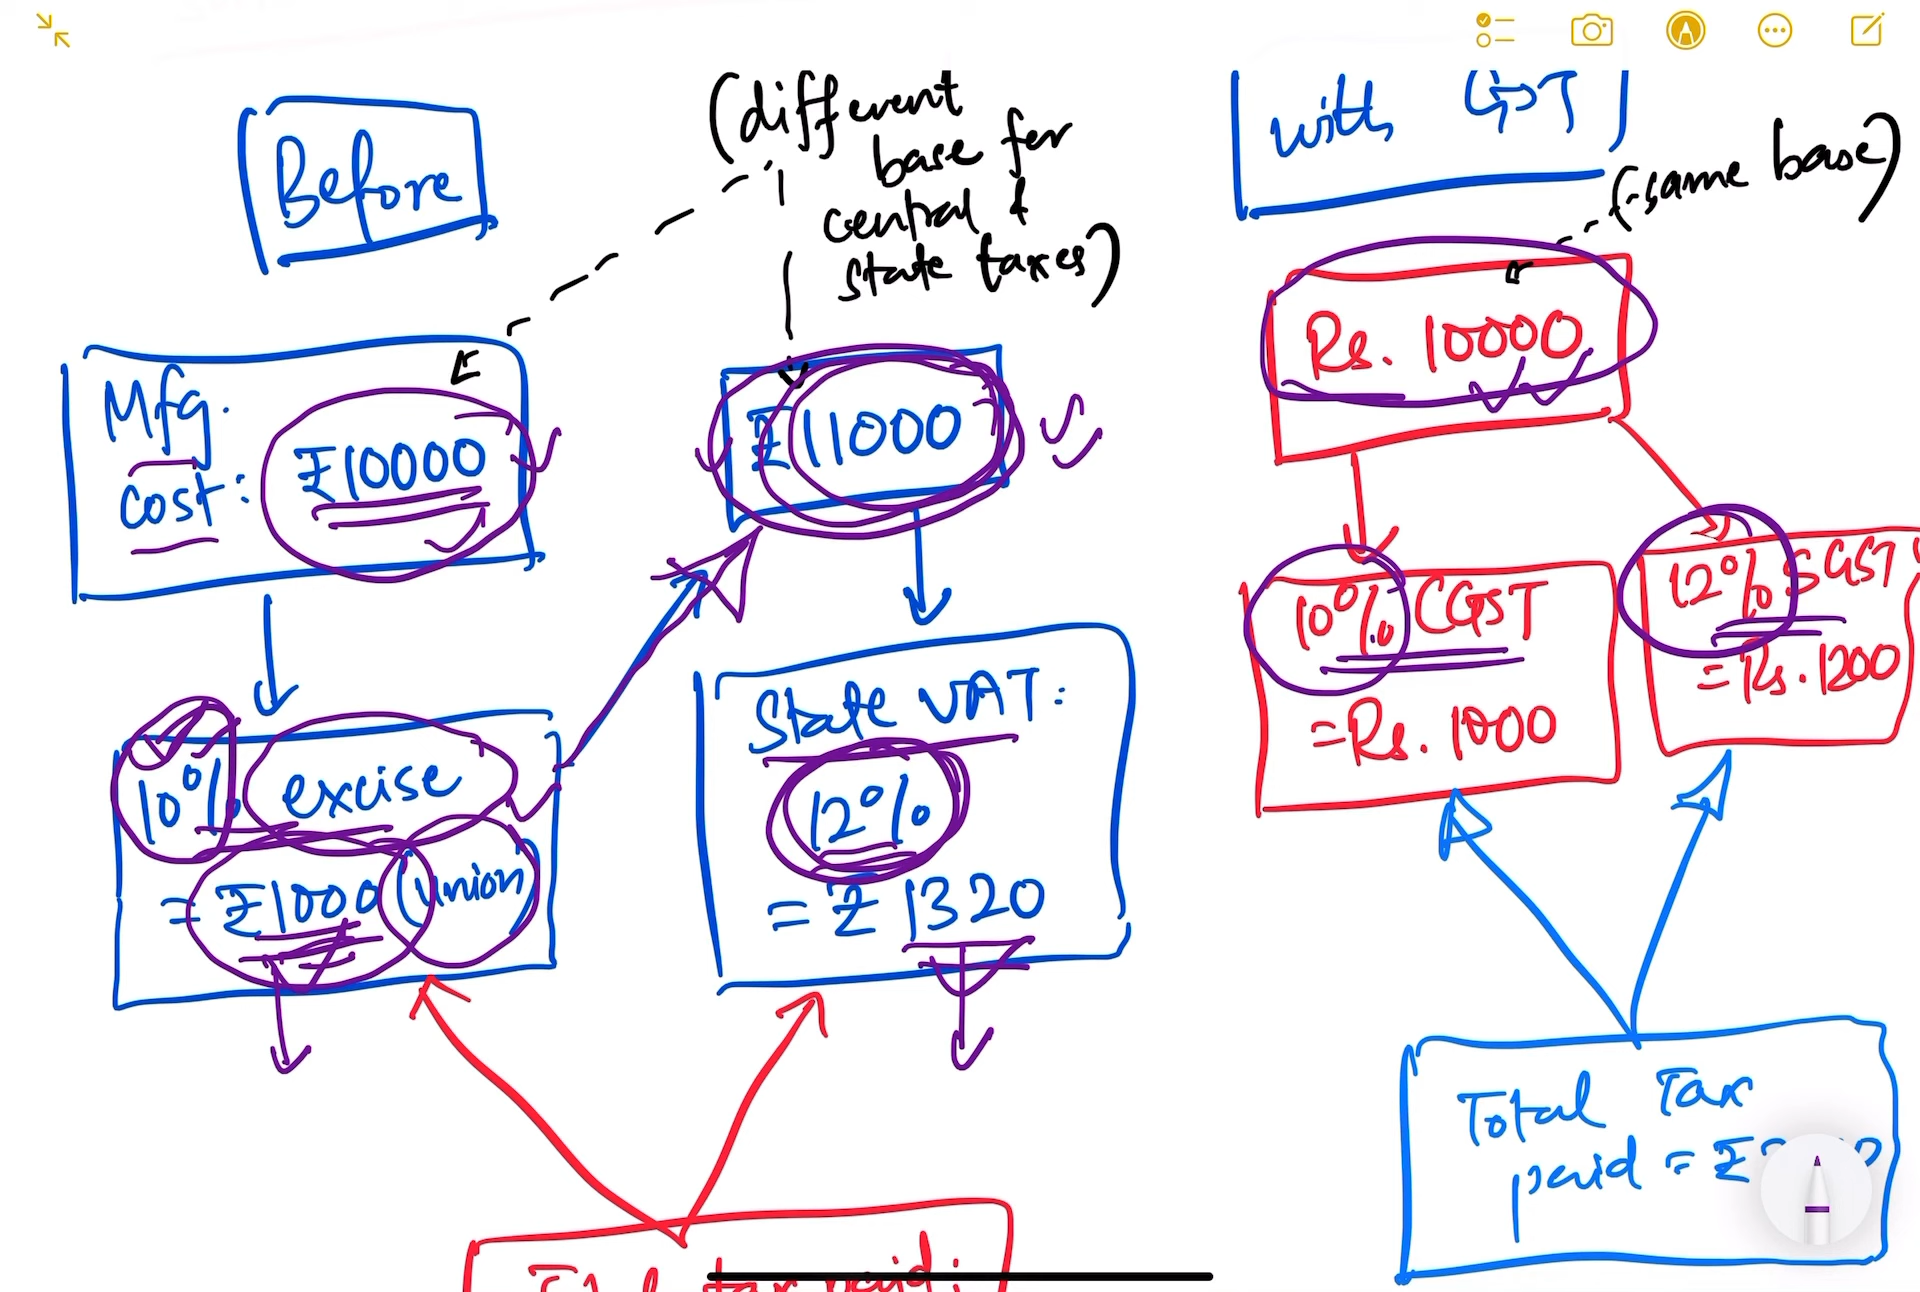 Before
(different
base for
central &
state taxes)
Mfg.
cost: ₹10000
₹11000
10% excise
= ₹1000 (union)
State VAT:
12%
= ₹ 1320
with GST
(same base)
Rs. 10000
10% CGST
=Rs. 1000
12% SGST
=Rs. 1200
Total Tax
paid = ₹